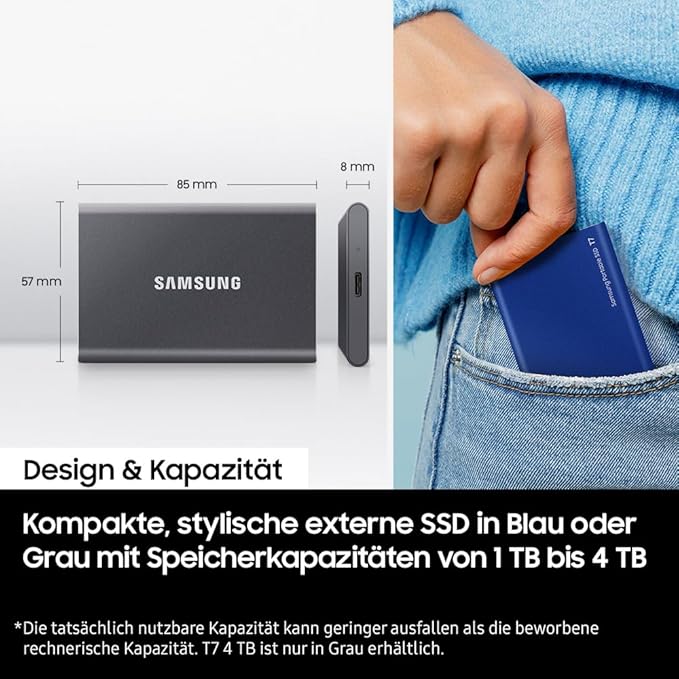 85 mm
8 mm
57 mm
SAMSUNG
Samsung Portable SSD T7
Design & Kapazität
Kompakte, stylische externe SSD in Blau oder
Grau mit Speicherkapazitäten von 1 TB bis 4 TB
*Die tatsächlich nutzbare Kapazität kann geringer ausfallen als die beworbene
rechnerische Kapazität. T7 4 TB ist nur in Grau erhältlich.